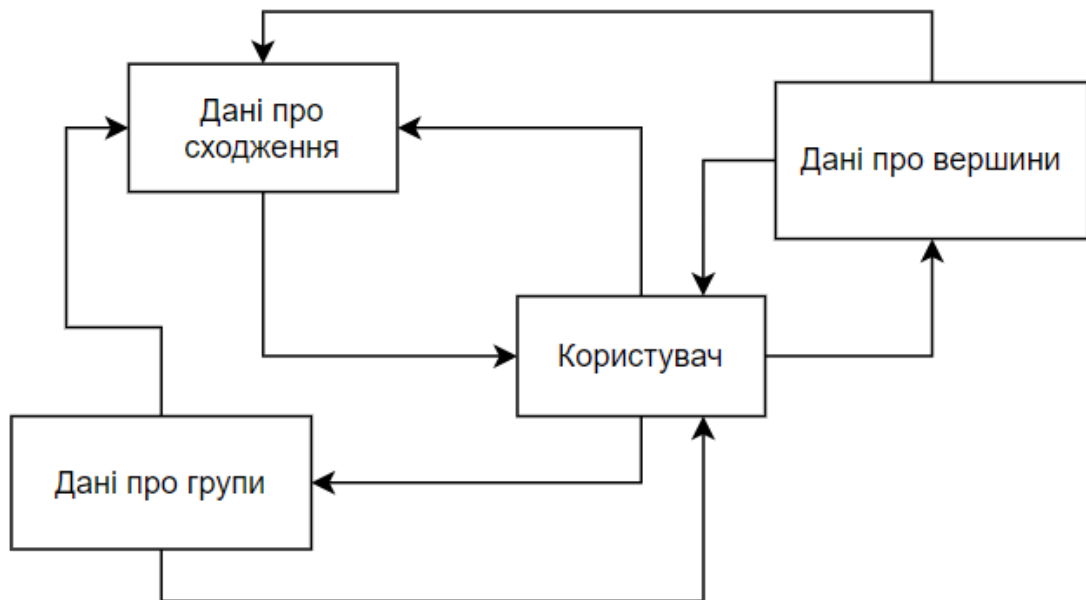 Дані про
сходження
Дані про вершини
Користувач
Дані про групи